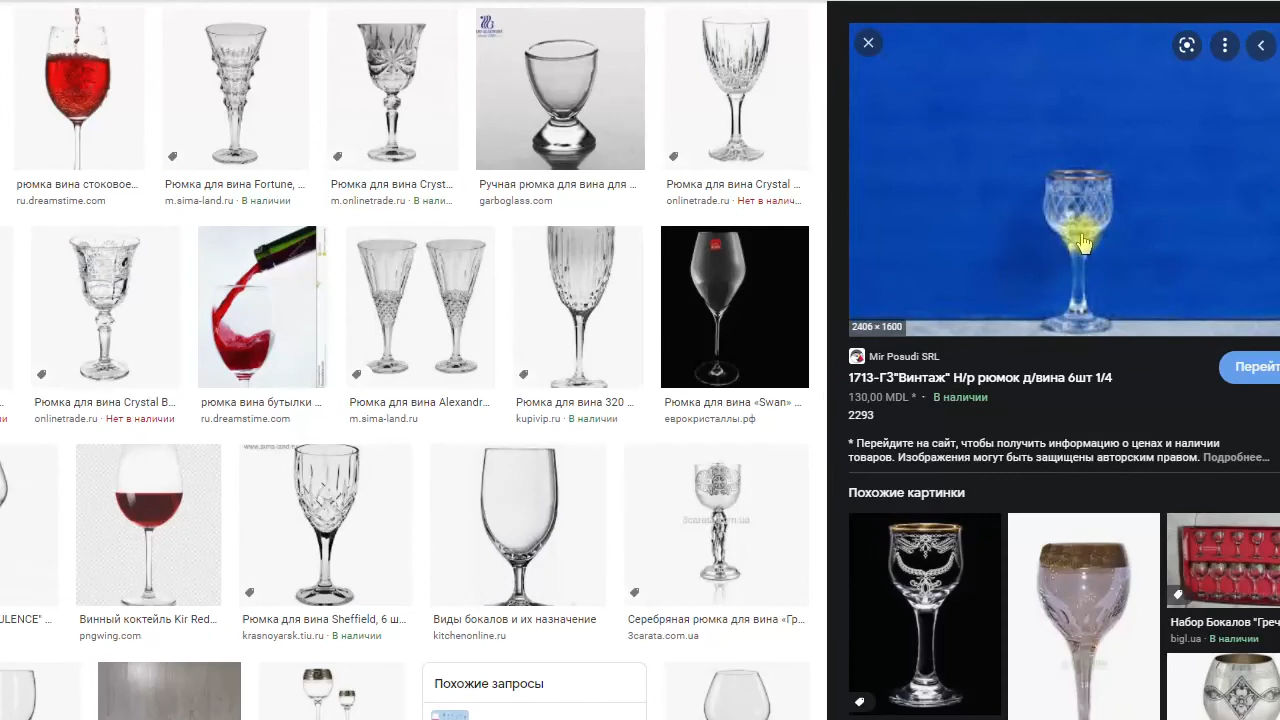 рюмка вина стоковое…
ru.dreamstime.com
Рюмка для вина Fortune, …
m.sima-land.ru · В наличии
Рюмка для вина Cryst…
m.onlinetrade.ru · В нали…
Ручная рюмка для вина для …
garboglass.com
Рюмка для вина Crystal …
onlinetrade.ru · Нет в налич…
Рюмка для вина Crystal B…
onlinetrade.ru · Нет в наличии
рюмка вина бутылки …
ru.dreamstime.com
Рюмка для вина Alexandr…
m.sima-land.ru
Рюмка для вина 320 …
kupivip.ru · В наличии
Рюмка для вина «Swan» …
еврокристаллы.рф
www.sima-land.ru
3carata.com.ua
ULENCE" …
Винный коктейль Kir Red…
pngwing.com
Рюмка для вина Sheffield, 6 ш…
krasnoyarsk.tiu.ru · В наличии
Виды бокалов и их назначение
kitchenonline.ru
Серебряная рюмка для вина «Гр…
3carata.com.ua
Похожие запросы
2406 × 1600
Mir Posudi SRL
Перейт
1713-ГЗ"Винтаж" Н/р рюмок д/вина 6шт 1/4
130,00 MDL * · В наличии
2293
* Перейдите на сайт, чтобы получить информацию о ценах и наличии
товаров. Изображения могут быть защищены авторским правом. Подробнее…
Похожие картинки
Набор Бокалов "Греч
bigl.ua · В наличии